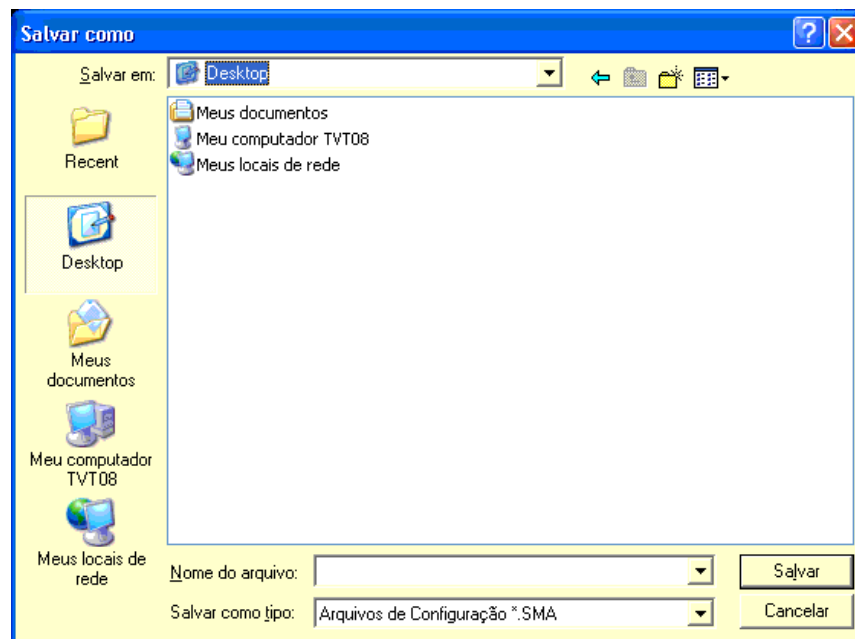 Salvar como
Salvar em:
Desktop
Meus documentos
Meu computador TVT08
Meus locais de rede
Recent
Desktop
Meus
documentos
Meu computador
TVT08
Meus locais de
rede
Nome do arquivo:
Salvar
Salvar como tipo:
Arquivos de Configuração *.SMA
Cancelar